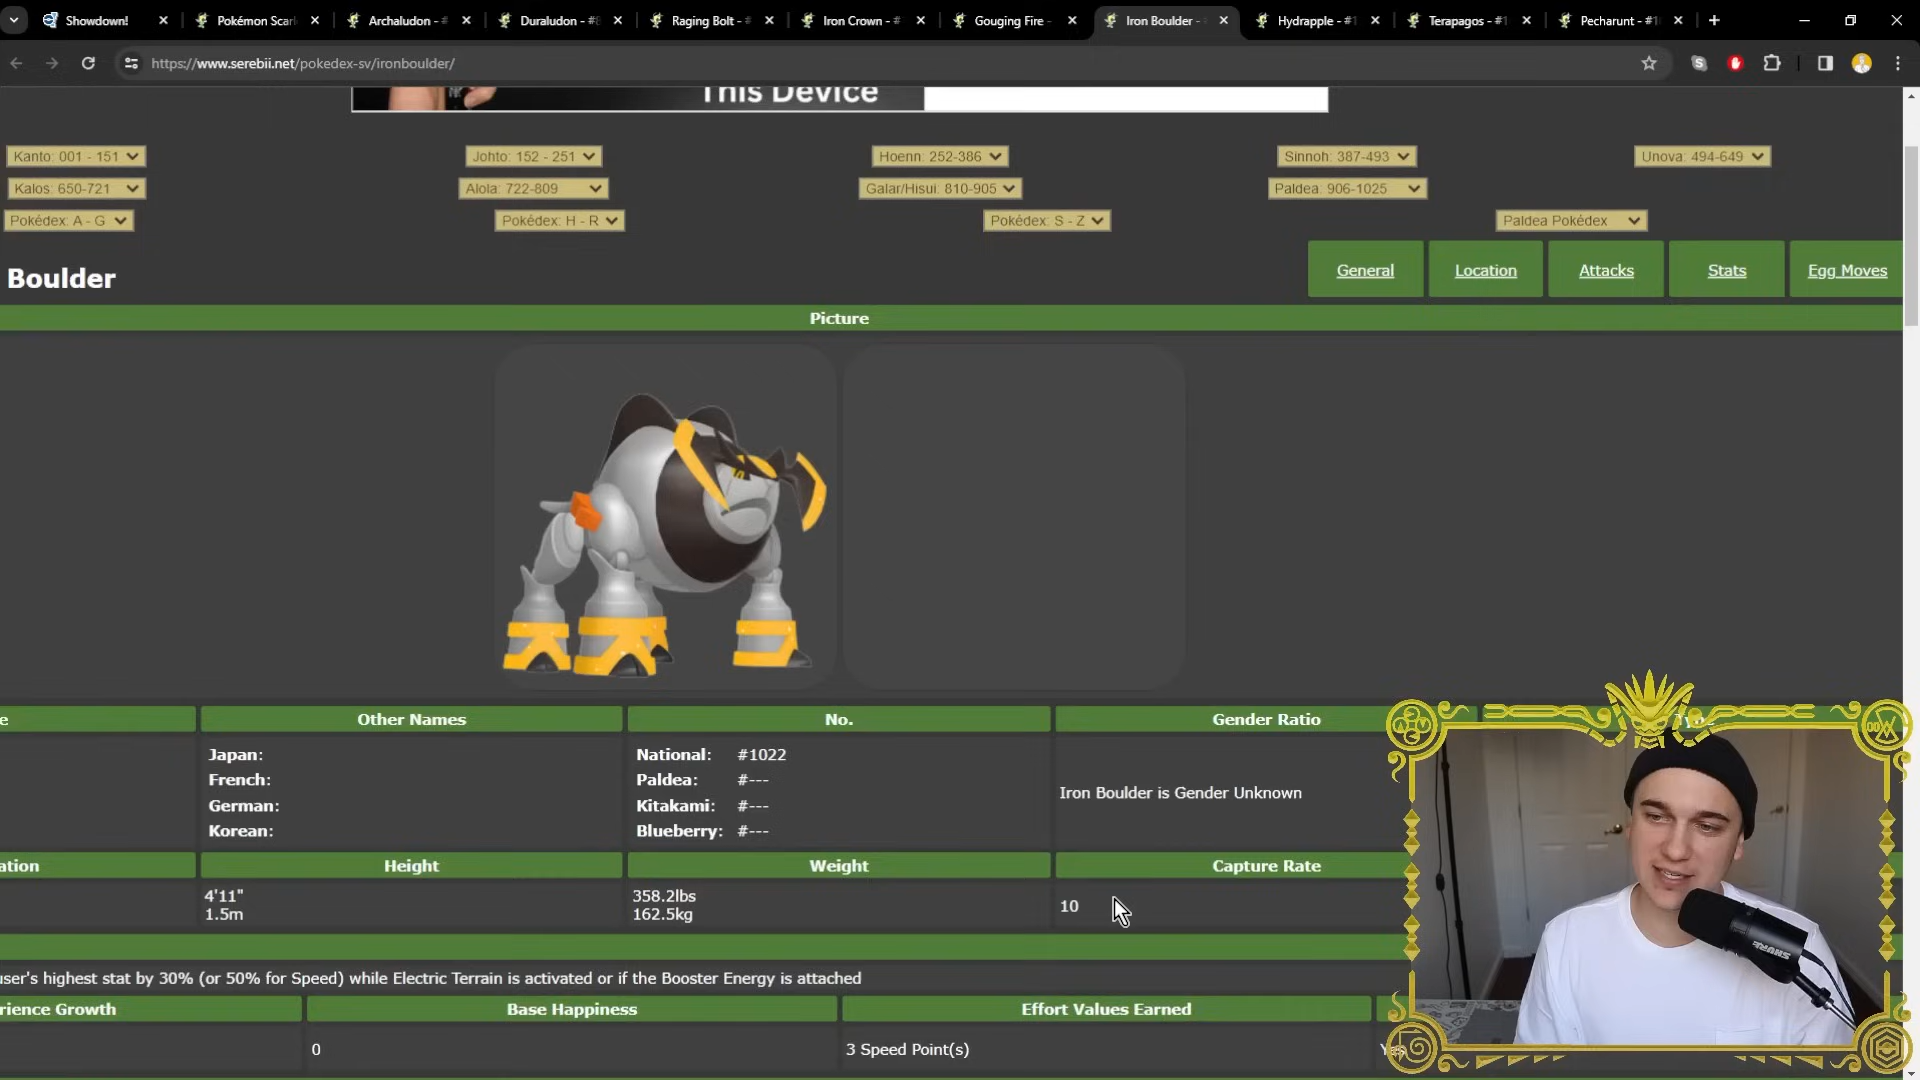 Showdown!
Pokémon Scarl
Archaludon - #
Duraludon - #8
Raging Bolt - #
Iron Crown - #
Gouging Fire -
Iron Boulder -
Hydrapple - #1
Terapagos - #1
Pecharunt - #1
https://www.serebii.net/pokedex-sv/ironboulder/
This Device
Kanto: 001 - 151
Johto: 152 - 251
Hoenn: 252-386
Sinnoh: 387-493
Unova: 494-649
Kalos: 650-721
Alola: 722-809
Galar/Hisui: 810-905
Paldea: 906-1025
Pokédex: A - G
Pokédex: H - R
Pokédex: S - Z
Paldea Pokédex
Boulder
General
Location
Attacks
Stats
Egg Moves
Picture
e
Other Names
No.
Gender Ratio
Japan:
French:
German:
Korean:
National: #1022
Paldea: #---
Kitakami: #---
Blueberry: #---
Iron Boulder is Gender Unknown
ation
Height
Weight
Capture Rate
4'11"
1.5m
358.2lbs
162.5kg
10
user's highest stat by 30% (or 50% for Speed) while Electric Terrain is activated or if the Booster Energy is attached
rience Growth
Base Happiness
Effort Values Earned
0
3 Speed Point(s)
SHURE